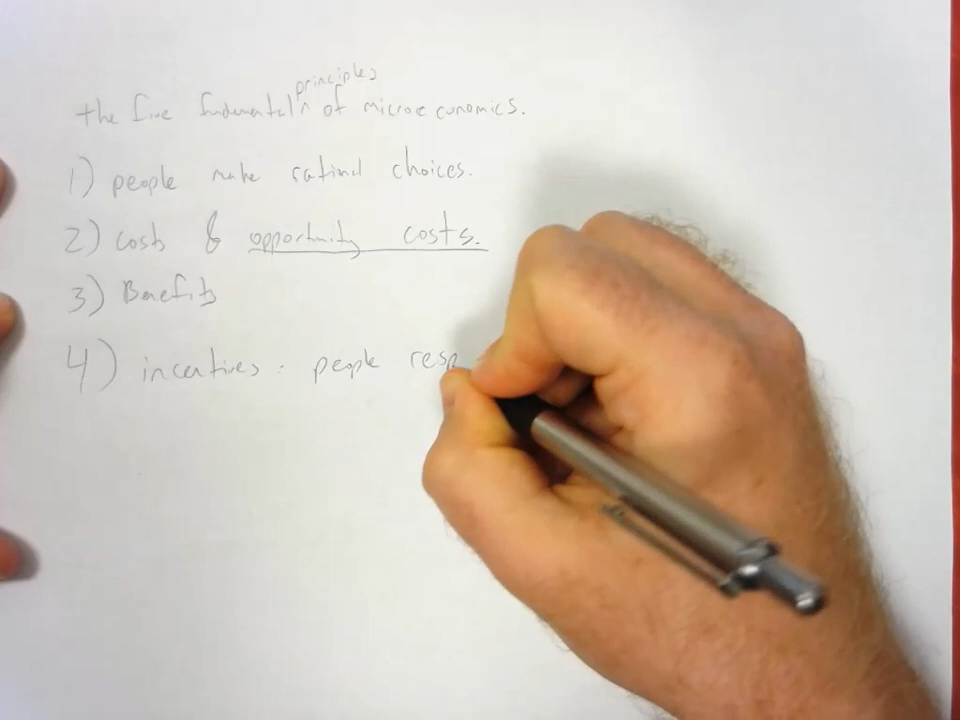 the five fundamental principles of microeconomics.
1) people make rational choices.
2) costs & opportunity costs.
3) Benefits
4) incentives: people resp